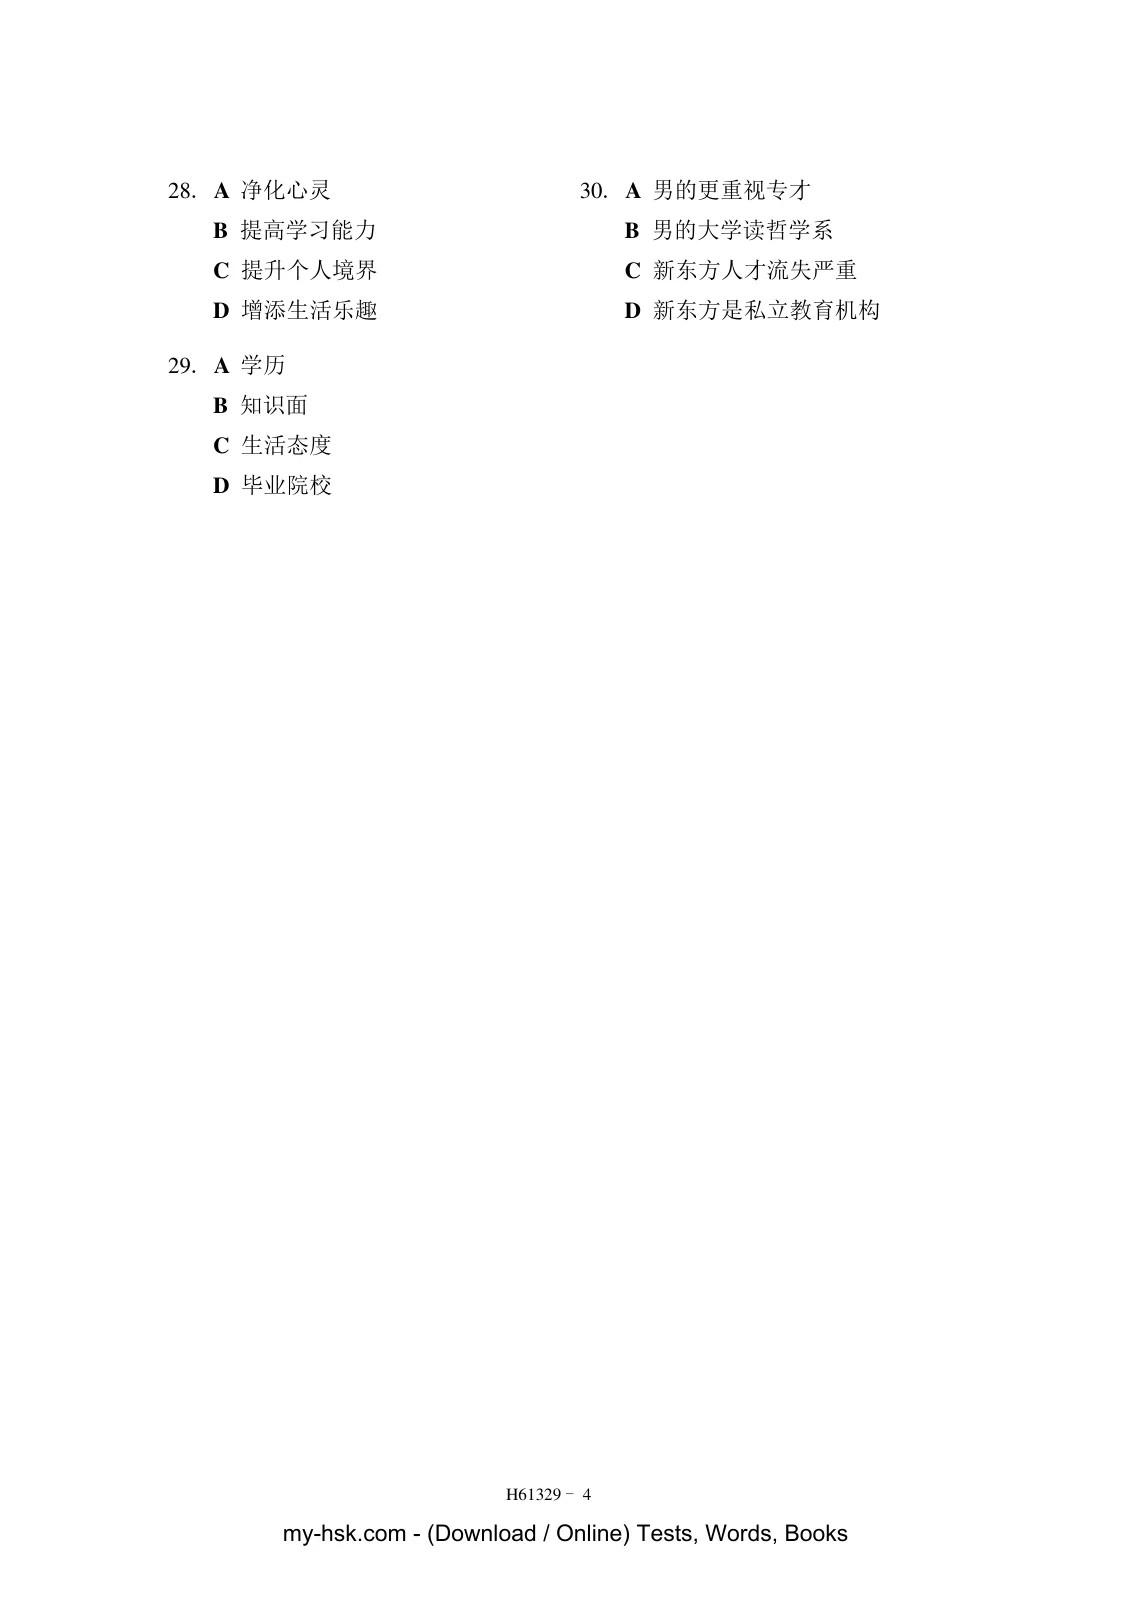 28. A 净化心灵
B 提高学习能力
C 提升个人境界
D 增添生活乐趣
29. A 学历
B 知识面
C 生活态度
D 毕业院校
30. A 男的更重视专才
B 男的大学读哲学系
C 新东方人才流失严重
D 新东方是私立教育机构
H61329﹣ 4
my-hsk.com - (Download / Online) Tests, Words, Books